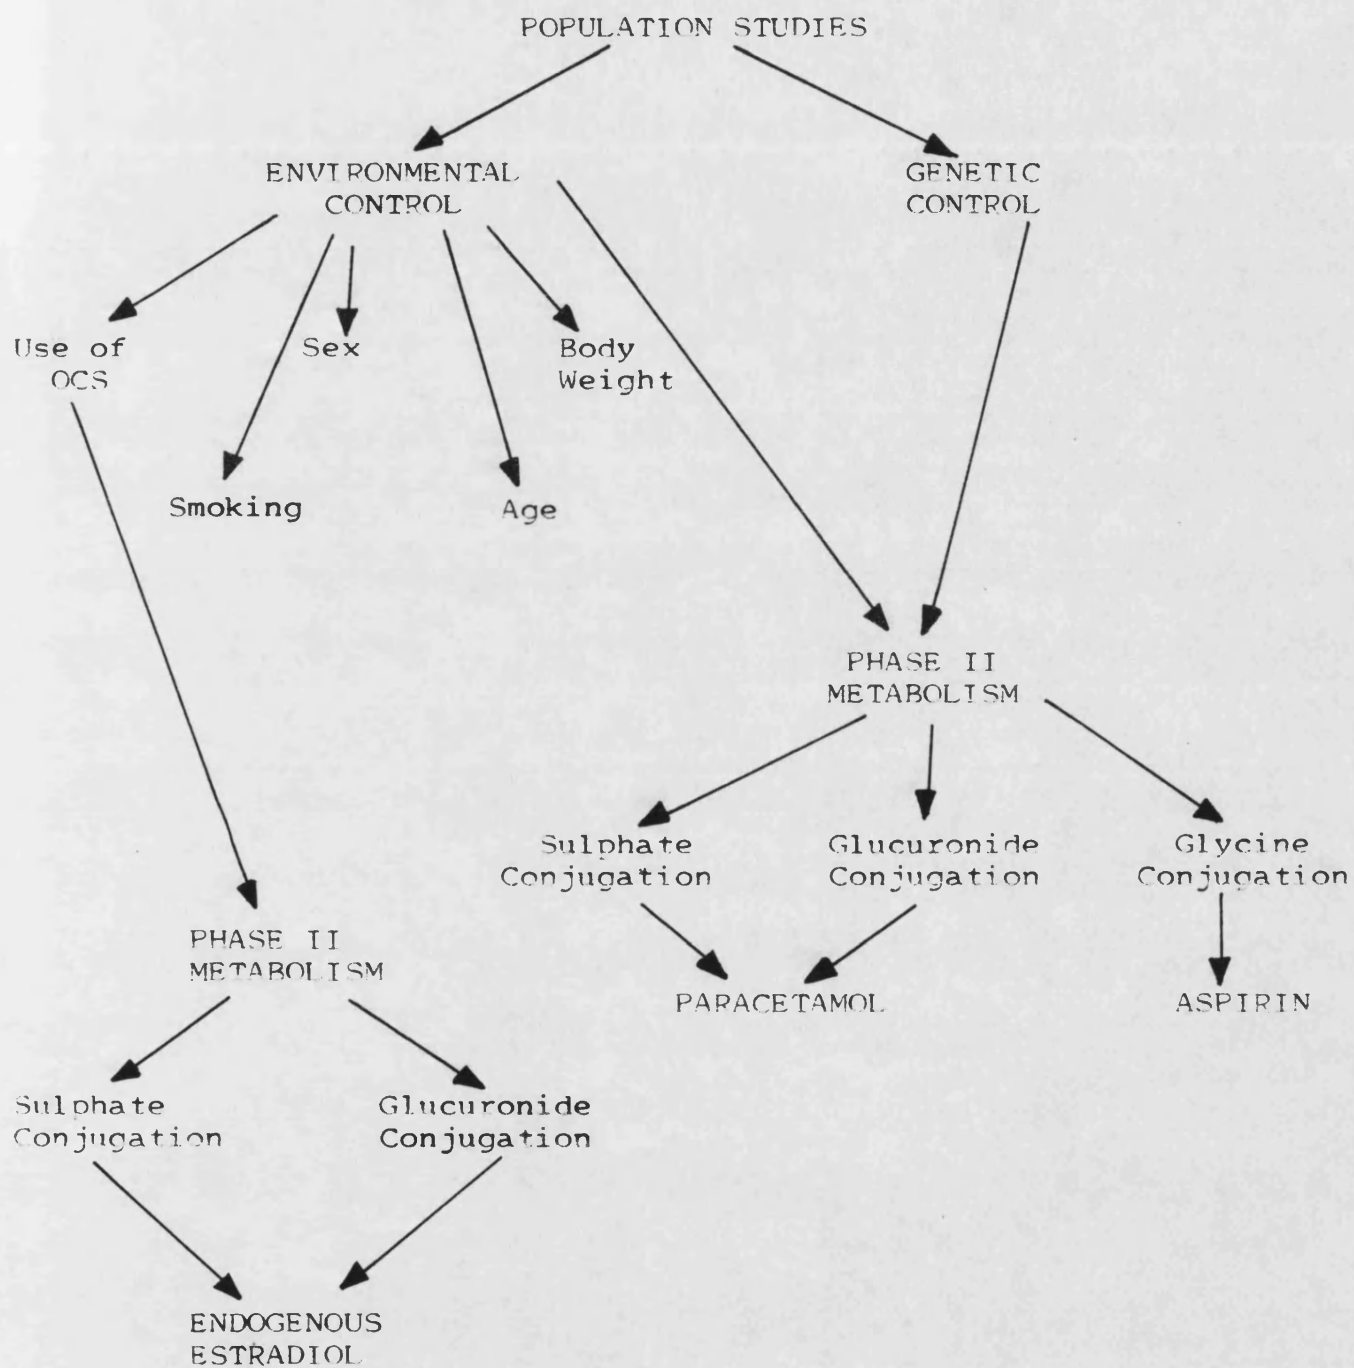 POPULATION STUDIES
ENVIRONMENTAL
CONTROL
GENETIC
CONTROL
Use of
OCS
Sex
Body
Weight
Smoking
Age
PHASE II
METABOLISM
Sulphate
Conjugation
Glucuronide
Conjugation
Glycine
Conjugation
PHASE II
METABOLISM
PARACETAMOL
ASPIRIN
Sulphate
Conjugation
Glucuronide
Conjugation
ENDOGENOUS
ESTRADIOL